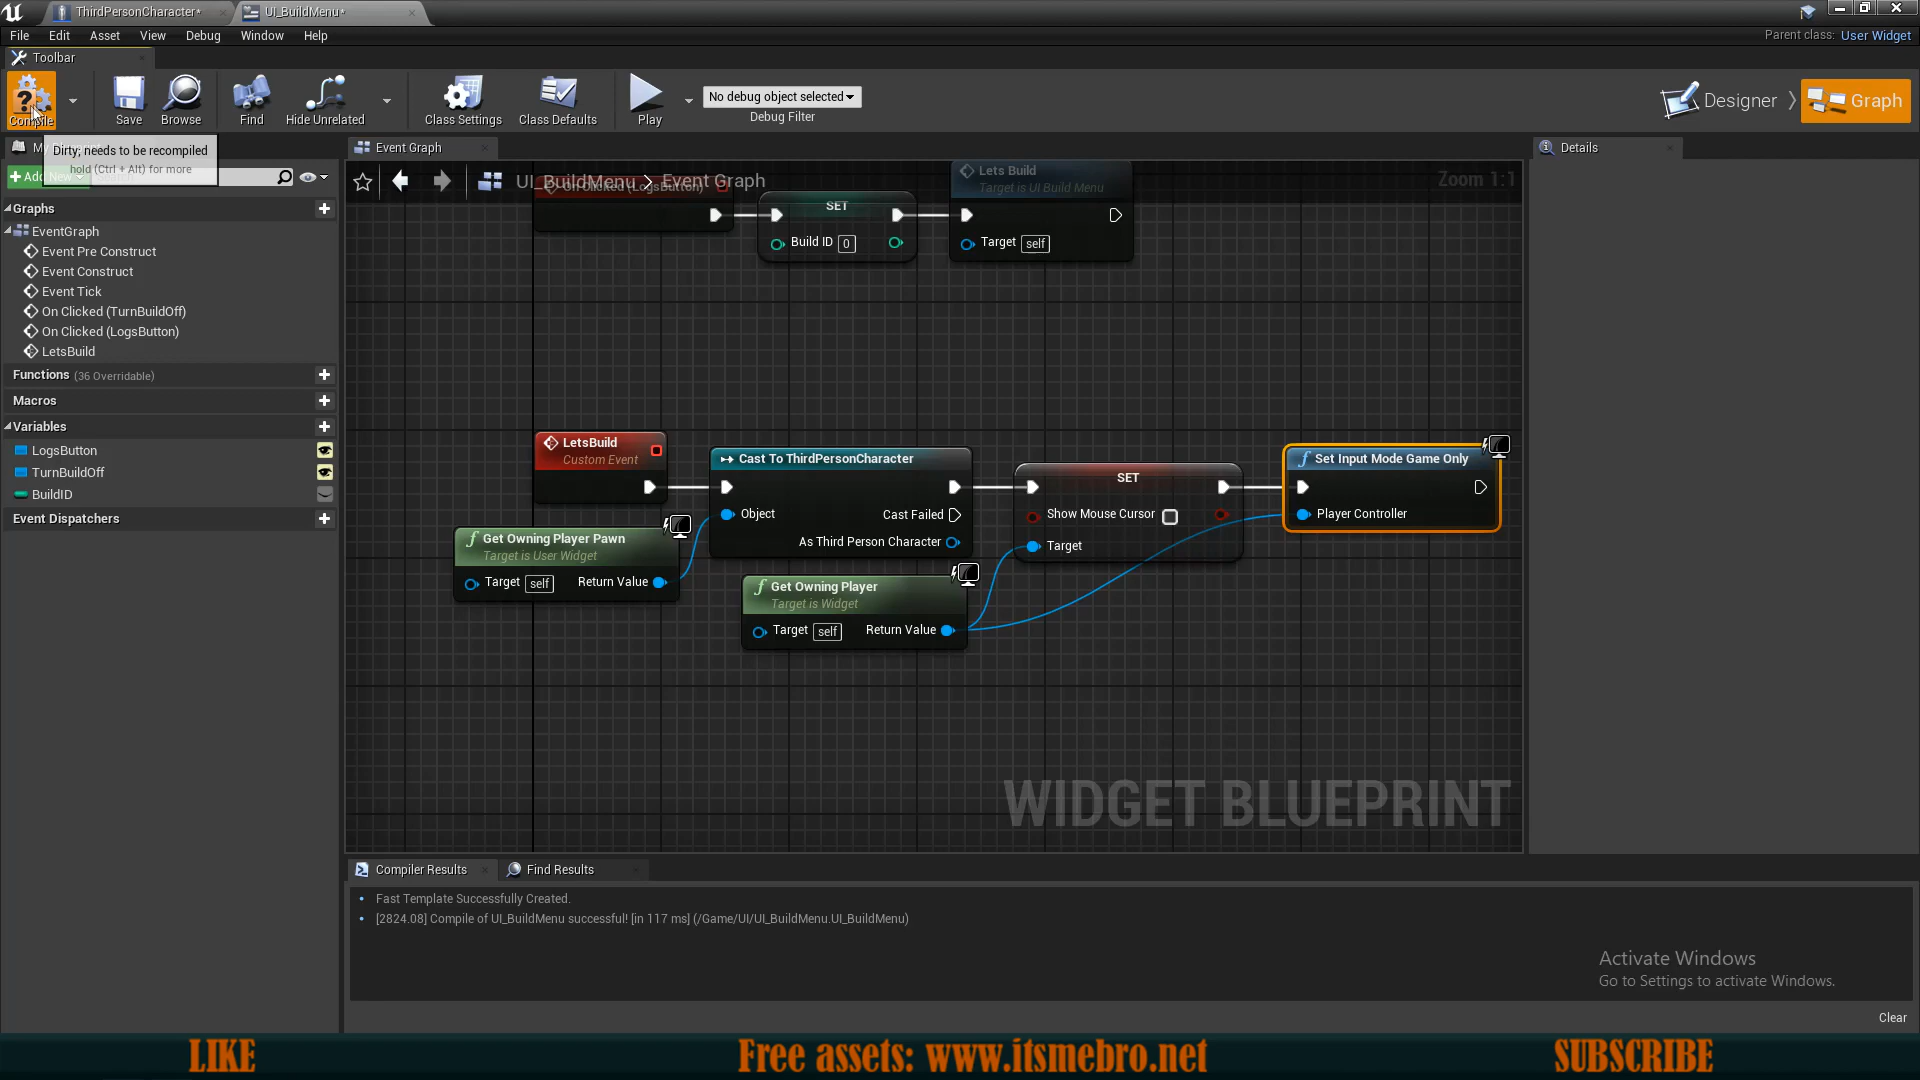 ThirdPersonCharacter*
UI_BuildMenu*
File
Edit
Asset
View
Debug
Window
Help
Parent class:
User Widget
Toolbar
Compile
Save
Browse
Find
Hide Unrelated
Class Settings
Class Defaults
Play
No debug object selected
Debug Filter
Designer
Graph
Dirty; needs to be recompiled
hold (Ctrl + Alt) for more
Event Graph
Details
UI_BuildMenu > Event Graph
Zoom 1:1
Graphs
EventGraph
Event Pre Construct
Event Construct
Event Tick
On Clicked (TurnBuildOff)
On Clicked (LogsButton)
LetsBuild
Functions (36 Overridable)
Macros
Variables
LogsButton
TurnBuildOff
BuildID
Event Dispatchers
On Clicked (LogsButton)
SET
Build ID 0
Lets Build
Target is UI Build Menu
Target self
LetsBuild
Custom Event
Cast To ThirdPersonCharacter
Object
Cast Failed
As Third Person Character
Get Owning Player Pawn
Target is User Widget
Target self Return Value
Get Owning Player
Target is Widget
Target self Return Value
SET
Show Mouse Cursor
Target
Set Input Mode Game Only
Player Controller
WIDGET BLUEPRINT
Compiler Results
Find Results
Fast Template Successfully Created.
[2824.08] Compile of UI_BuildMenu successful! [in 117 ms] (/Game/UI/UI_BuildMenu.UI_BuildMenu)
Activate Windows
Go to Settings to activate Windows.
Clear
LIKE
Free assets: www.itsmebro.net
SUBSCRIBE